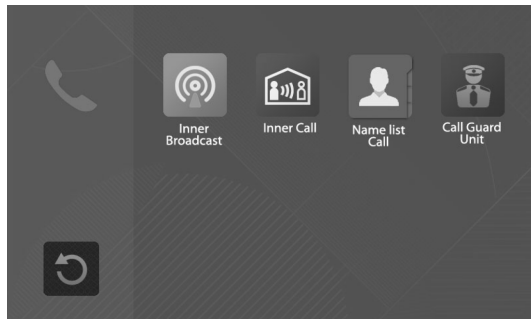 Inner
Broadcast
Inner Call
Name list
Call
Call Guard
Unit